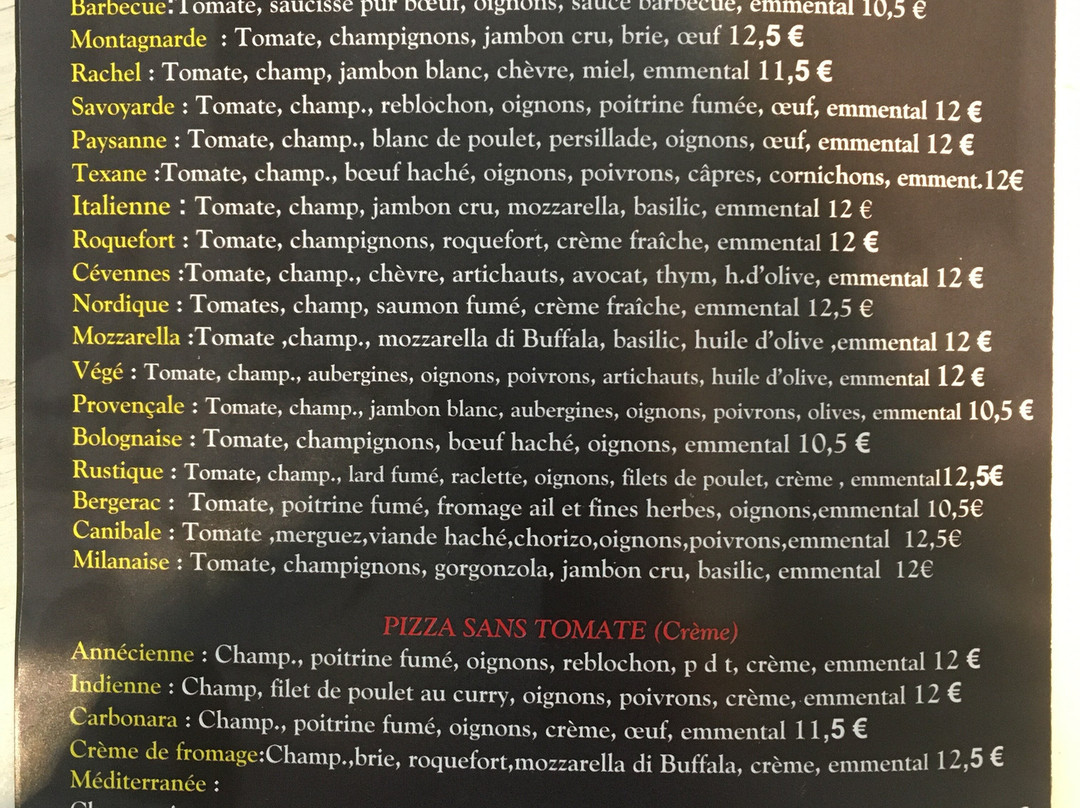 Barbecue:Tomate, saucisse pur bœuf, oignons, sauce barbecue, emmental 10,5 €
Montagnarde : Tomate, champignons, jambon cru, brie, œuf 12,5 €
Rachel : Tomate, champ, jambon blanc, chèvre, miel, emmental 11,5 €
Savoyarde : Tomate, champ., reblochon, oignons, poitrine fumée, œuf, emmental 12 €
Paysanne : Tomate, champ., blanc de poulet, persillade, oignons, œuf, emmental 12 €
Texane :Tomate, champ., bœuf haché, oignons, poivrons, câpres, cornichons, emment.12€
Italienne : Tomate, champ, jambon cru, mozzarella, basilic, emmental 12 €
Roquefort : Tomate, champignons, roquefort, crème fraîche, emmental 12 €
Cévennes :Tomate, champ., chèvre, artichauts, avocat, thym, h.d'olive, emmental 12 €
Nordique : Tomates, champ, saumon fumé, crème fraîche, emmental 12,5 €
Mozzarella :Tomate ,champ., mozzarella di Buffala, basilic, huile d'olive ,emmental 12 €
Végé : Tomate, champ., aubergines, oignons, poivrons, artichauts, huile d'olive, emmental 12 €
Provençale : Tomate, champ., jambon blanc, aubergines, oignons, poivrons, olives, emmental 10,5 €
Bolognaise : Tomate, champignons, bœuf haché, oignons, emmental 10,5 €
Rustique : Tomate, champ., lard fumé, raclette, oignons, filets de poulet, crème , emmental12,5€
Bergerac : Tomate, poitrine fumé, fromage ail et fines herbes, oignons,emmental 10,5€
Canibale : Tomate ,merguez,viande haché,chorizo,oignons,poivrons,emmental 12,5€
Milanaise : Tomate, champignons, gorgonzola, jambon cru, basilic, emmental 12€
PIZZA SANS TOMATE (Crème)
Annécienne : Champ., poitrine fumé, oignons, reblochon, p d t, crème, emmental 12 €
Indienne : Champ, filet de poulet au curry, oignons, poivrons, crème, emmental 12 €
Carbonara : Champ., poitrine fumé, oignons, crème, œuf, emmental 11,5 €
Crème de fromage:Champ.,brie, roquefort,mozzarella di Buffala, crème, emmental 12,5 €
Méditerranée :